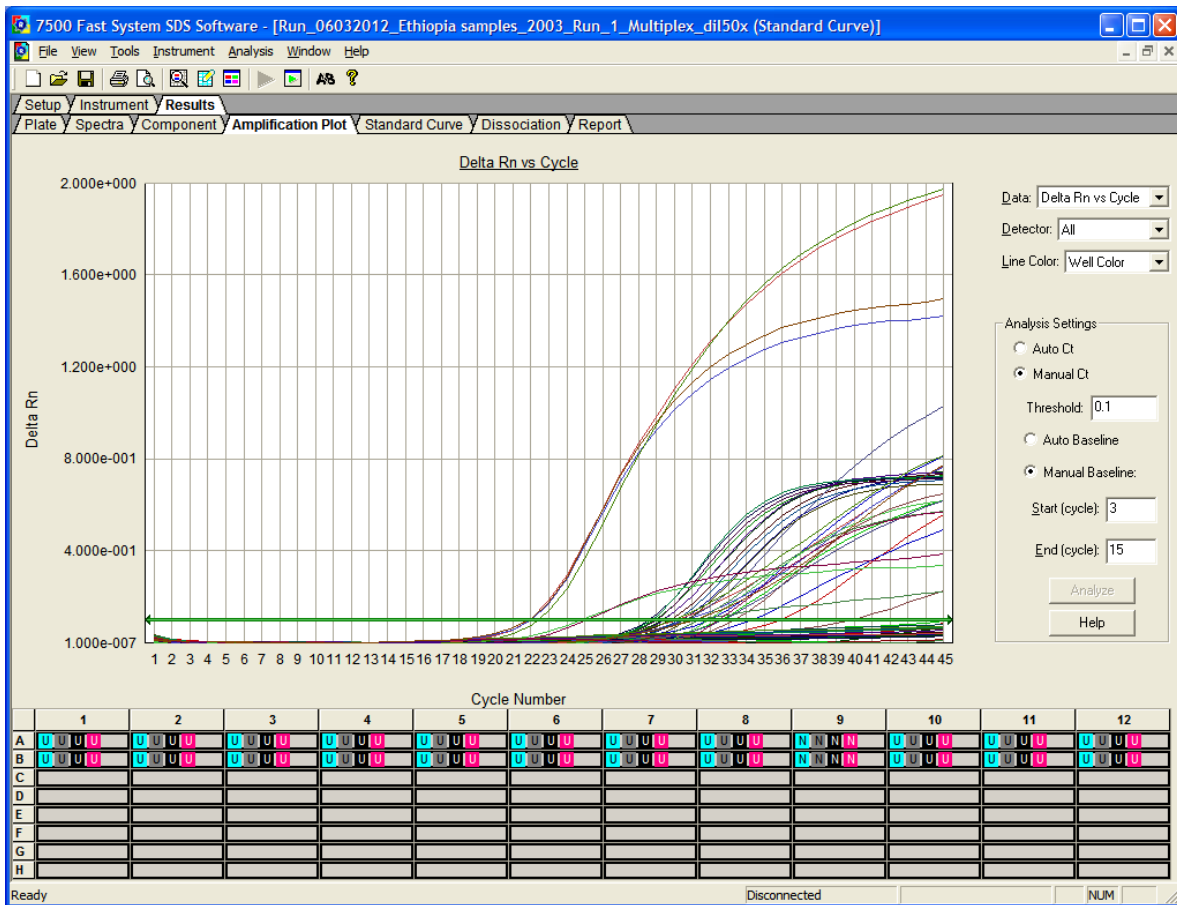 7500 Fast System SDS Software - [Run_06032012_Ethiopia samples_2003_Run_1_Multiplex_dil50x (Standard Curve)]
File View Tools Instrument Analysis Window Help
Setup Instrument Results
Plate Spectra Component Amplification Plot Standard Curve Dissociation Report
Delta Rn vs Cycle
Data: Delta Rn vs Cycle
Detector: All
Line Color: Well Color
Analysis Settings
Auto Ct
Manual Ct
Threshold: 0.1
Auto Baseline
Manual Baseline:
Start (cycle): 3
End (cycle): 15
Analyze
Help
Delta Rn
2.000e+000
1.600e+000
1.200e+000
8.000e-001
4.000e-001
1.000e-007
1 2 3 4 5 6 7 8 9 10 11 12 13 14 15 16 17 18 19 20 21 22 23 24 25 26 27 28 29 30 31 32 33 34 35 36 37 38 39 40 41 42 43 44 45
Cycle Number
1 2 3 4 5 6 7 8 9 10 11 12
A U U U U U U U U U U U U U U U U U U U U U U U U U U U U U U U U N N N N U U U U U U U U U U U U
B U U U U U U U U U U U U U U U U U U U U U U U U U U U U U U U U N N N N U U U U U U U U U U U U
C
D
E
F
G
H
Ready Disconnected NUM